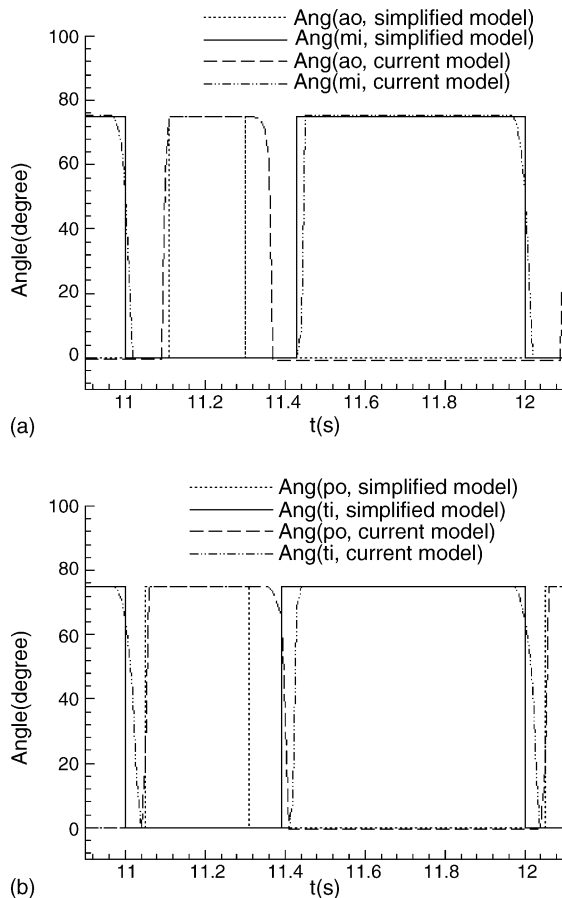 Ang(ao, simplified model)
Ang(mi, simplified model)
Ang(ao, current model)
Ang(mi, current model)
100
80
60
40
20
0
Angle(degree)
11
11.2
11.4
11.6
11.8
12
t(s)
(a)
Ang(po, simplified model)
Ang(ti, simplified model)
Ang(po, current model)
Ang(ti, current model)
100
80
60
40
20
0
Angle(degree)
11
11.2
11.4
11.6
11.8
12
t(s)
(b)